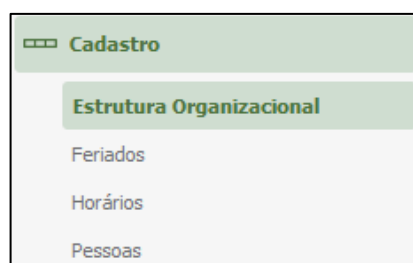 Cadastro
Estrutura Organizacional
Feriados
Horários
Pessoas